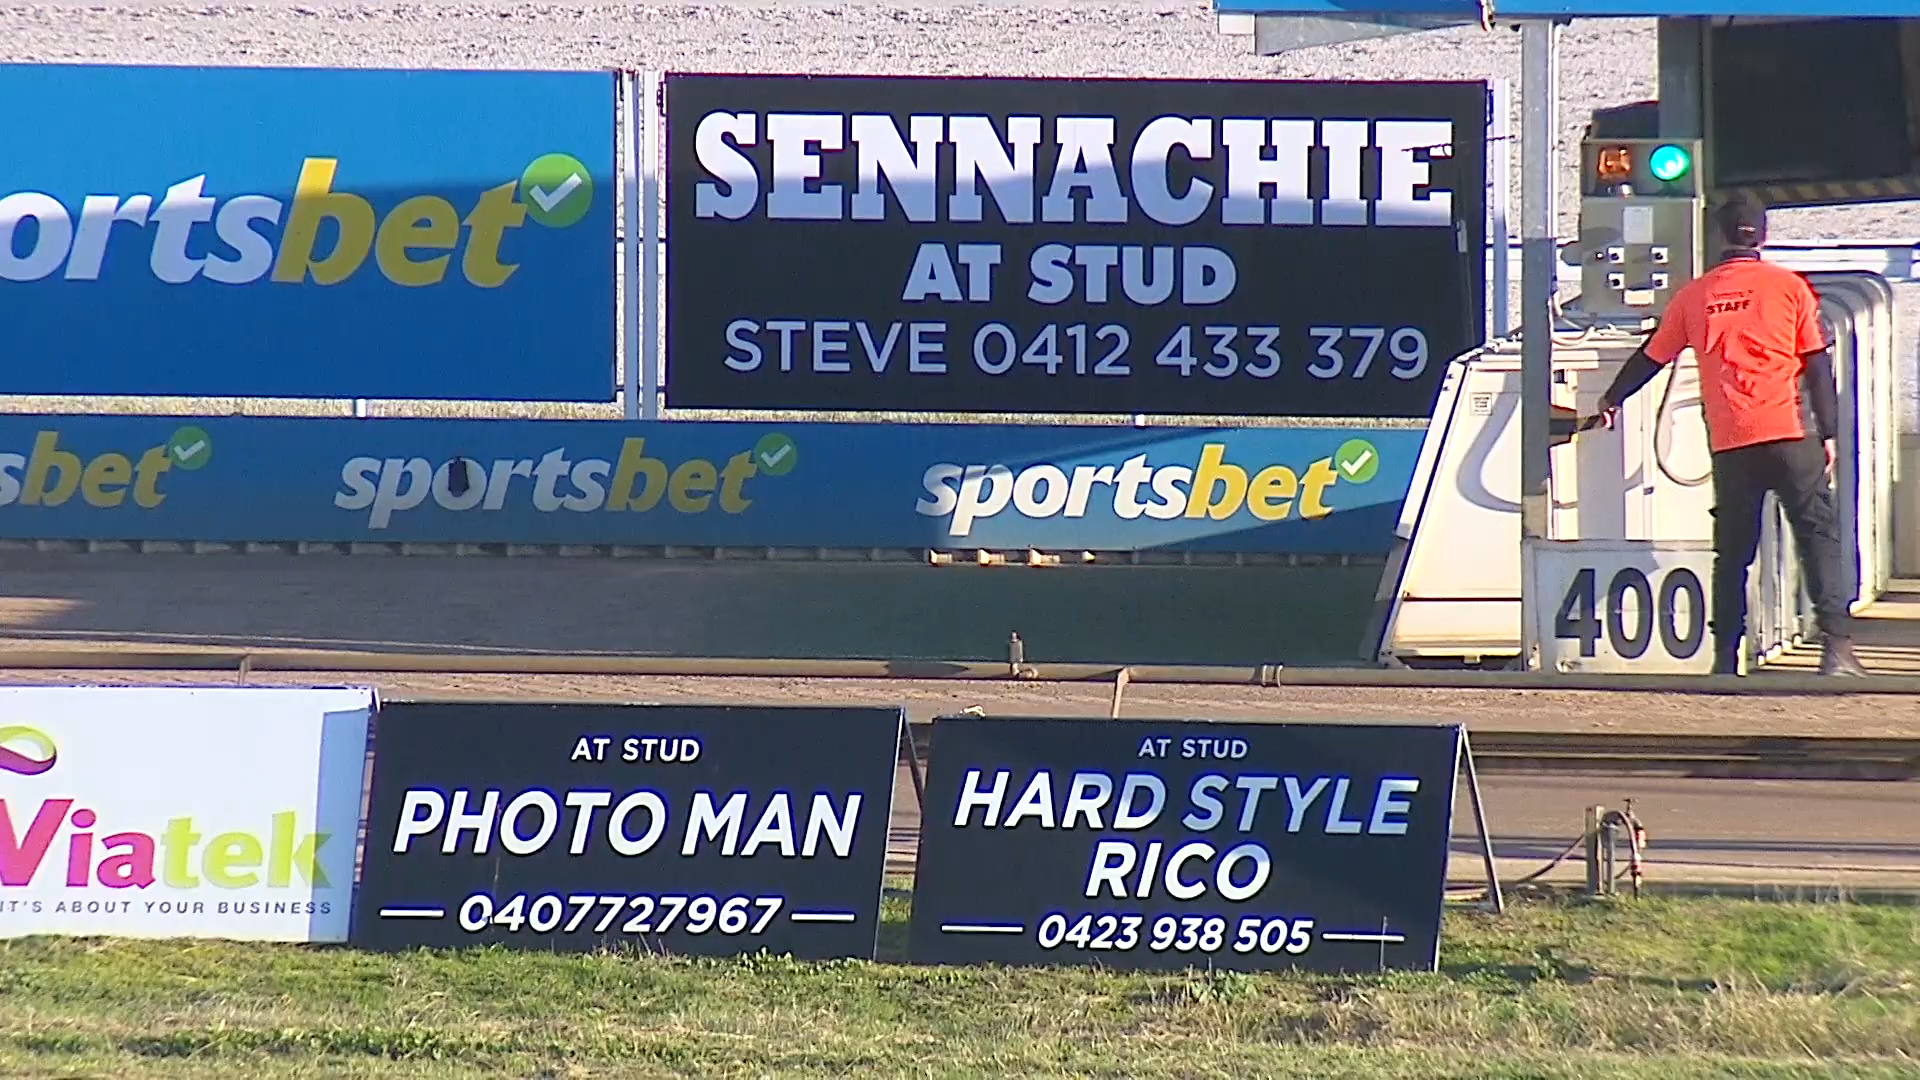 ortsbet
SENNACHIE
AT STUD
STEVE 0412 433 379
STAFF
sbet
sportsbet
sportsbet
400
Viatek
IT'S ABOUT YOUR BUSINESS
AT STUD
PHOTO MAN
0407727967
AT STUD
HARD STYLE
RICO
0423 938 505